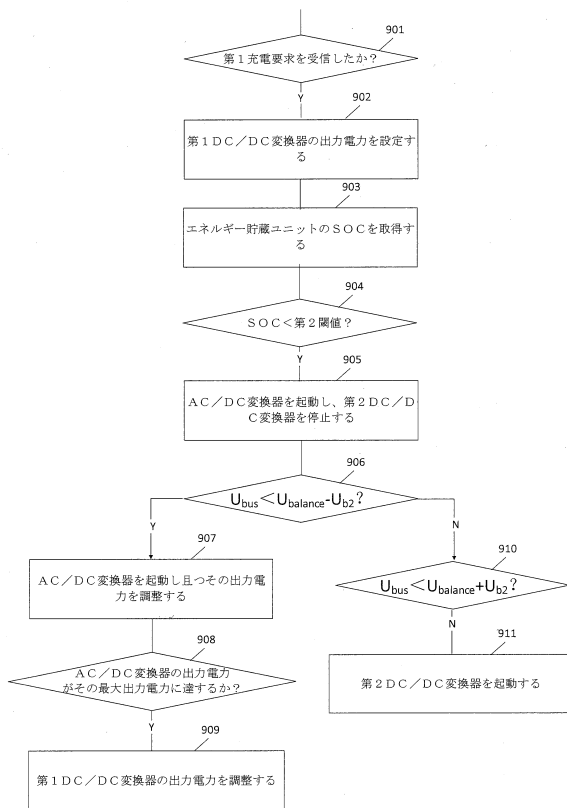 901
第1充電要求を受信したか？
Y
902
第1DC／DC変換器の出力電力を設定す
る
903
エネルギー貯蔵ユニットのSOCを取得す
る
904
SOC＜第2閾値？
Y
905
AC／DC変換器を起動し、第2DC／D
C変換器を停止する
906
Ubus＜Ubalance-Ub2？
Y
N
907
AC／DC変換器を起動し且つその出力電
力を調整する
910
Ubus＜Ubalance+Ub2？
N
908
AC／DC変換器の出力電力
がその最大出力電力に達するか？
911
第2DC／DC変換器を起動する
Y
909
第1DC／DC変換器の出力電力を調整する